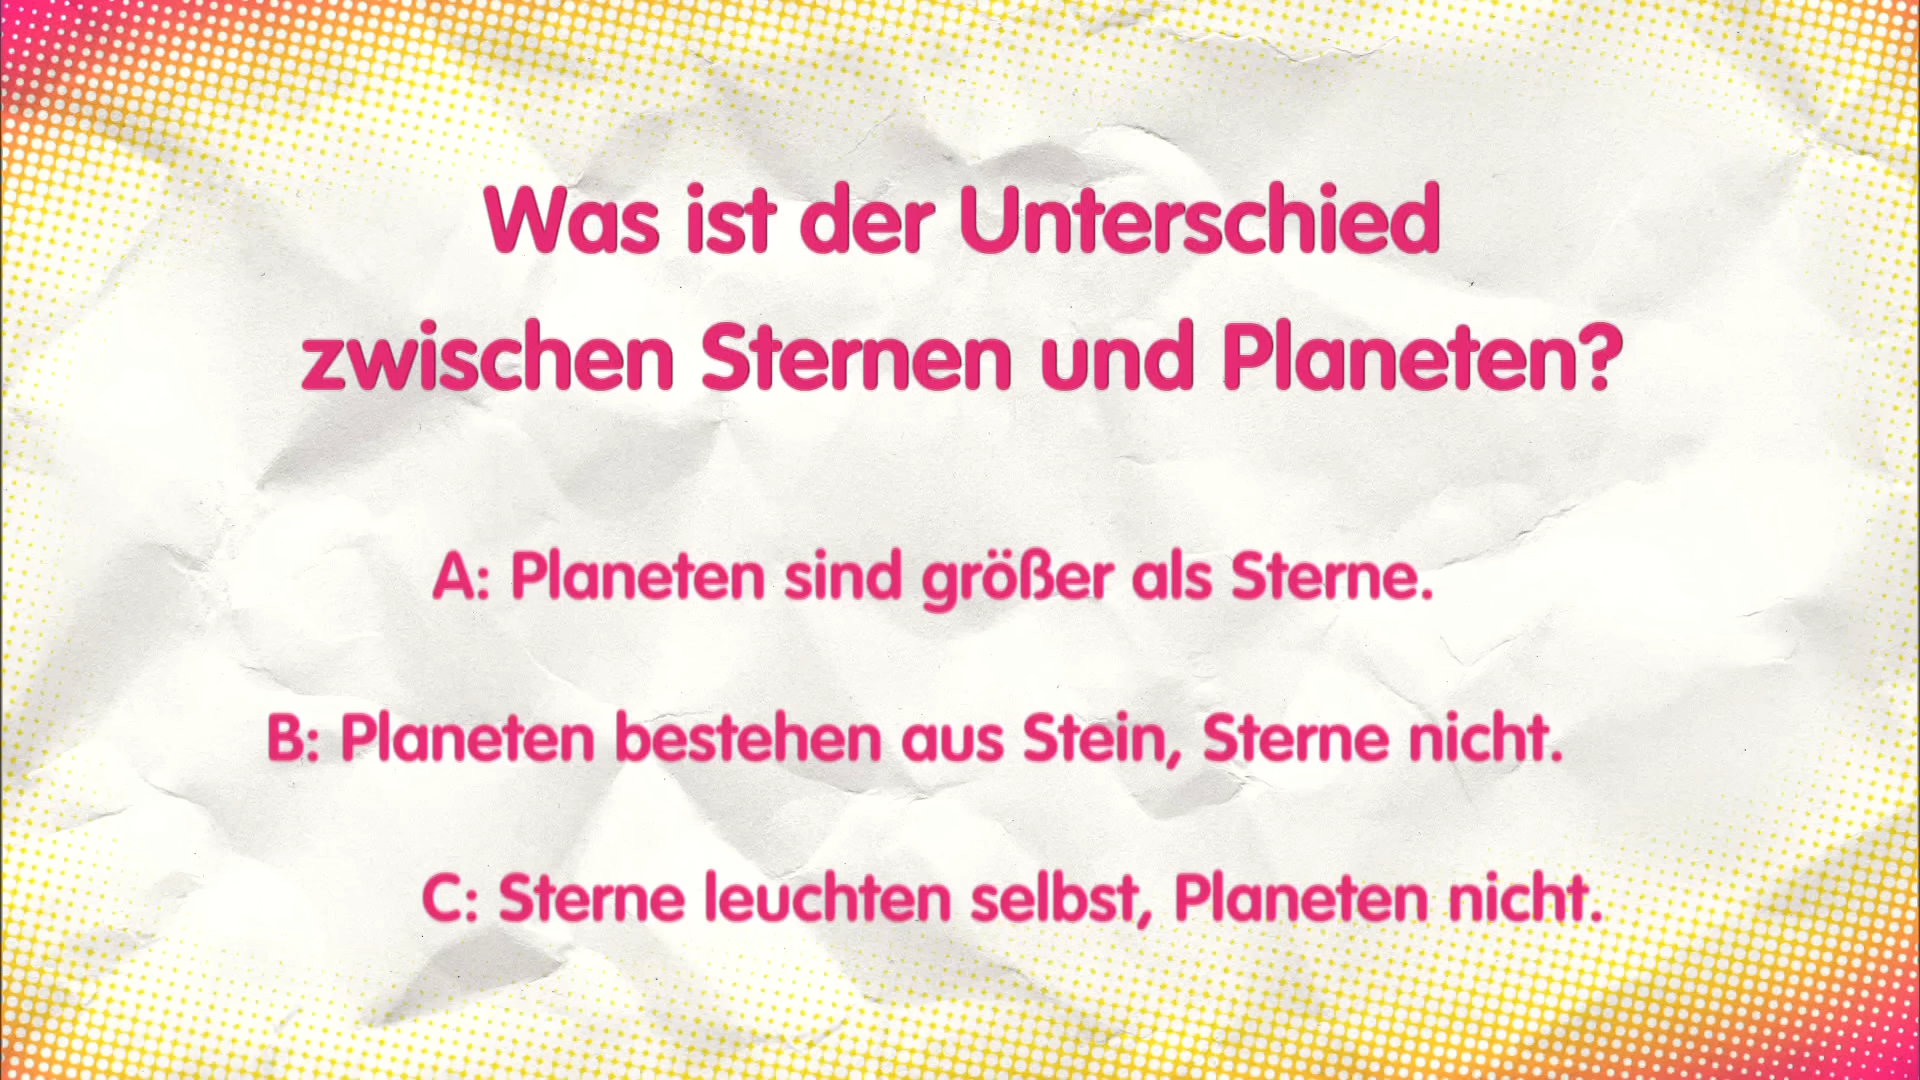 Was ist der Unterschied
zwischen Sternen und Planeten?
A: Planeten sind größer als Sterne.
B: Planeten bestehen aus Stein, Sterne nicht.
C: Sterne leuchten selbst, Planeten nicht.